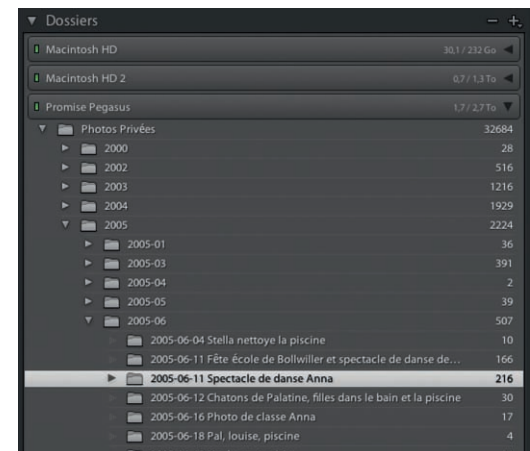 Dossiers
Macintosh HD 30,1 / 232 Go
Macintosh HD 2 0,7 / 1,3 To
Promise Pegasus 1,7 / 2,7 To
Photos Privées 32684
2000 28
2002 516
2003 1216
2004 1929
2005 2224
2005-01 36
2005-03 391
2005-04 2
2005-05 39
2005-06 507
2005-06-04 Stella nettoye la piscine 10
2005-06-11 Fête école de Bollwiller et spectacle de danse de... 166
2005-06-11 Spectacle de danse Anna 216
2005-06-12 Chatons de Palatine, filles dans le bain et la piscine 30
2005-06-16 Photo de classe Anna 17
2005-06-18 Pal, louise, piscine 4